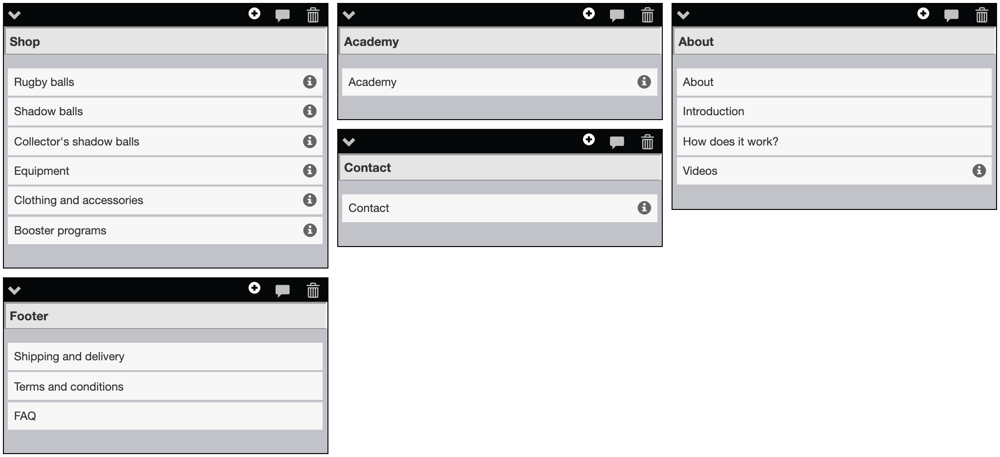 Shop
Rugby balls
Shadow balls
Collector's shadow balls
Equipment
Clothing and accessories
Booster programs
Academy
Academy
About
About
Introduction
How does it work?
Videos
Contact
Contact
Footer
Shipping and delivery
Terms and conditions
FAQ